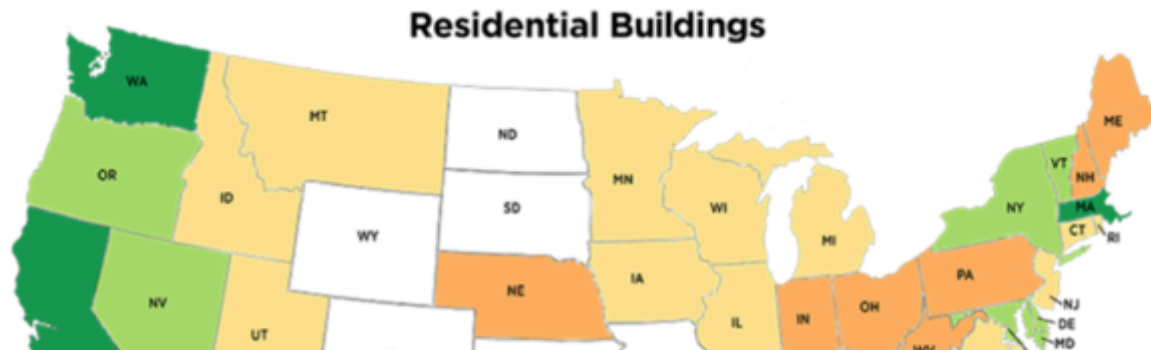 Residential Buildings
WA
MT
ND
ME
OR
MN
VT
NH
ID
SD
WI
NY
MA
WY
MI
CT
RI
NE
IA
PA
NV
IL
IN
OH
NJ
UT
DE
MD
WV